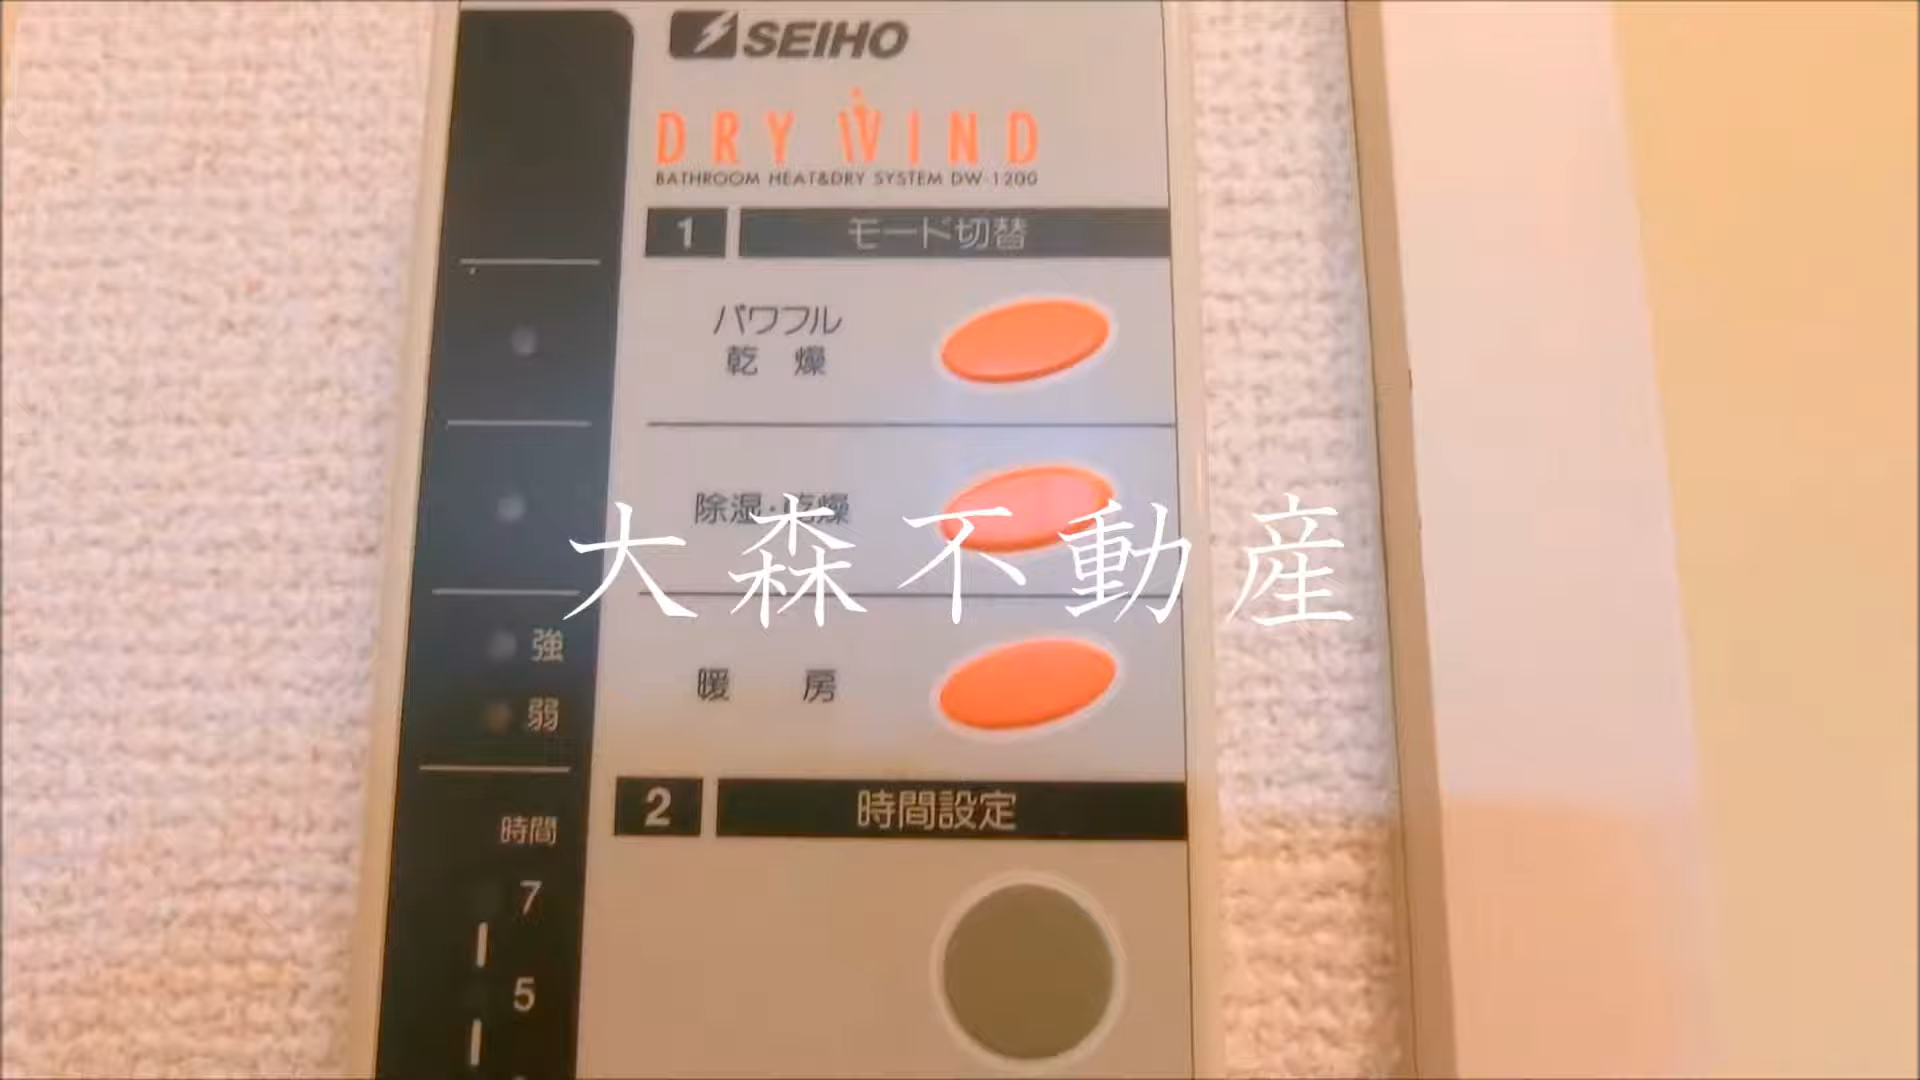 SEIHO
DRY WIND
BATHROOM HEAT&DRY SYSTEM DW-1200
1 モード切替
パワフル
乾 燥
除湿・乾燥
大森不動産
強
暖 房
弱
2 時間設定
時間
7
5